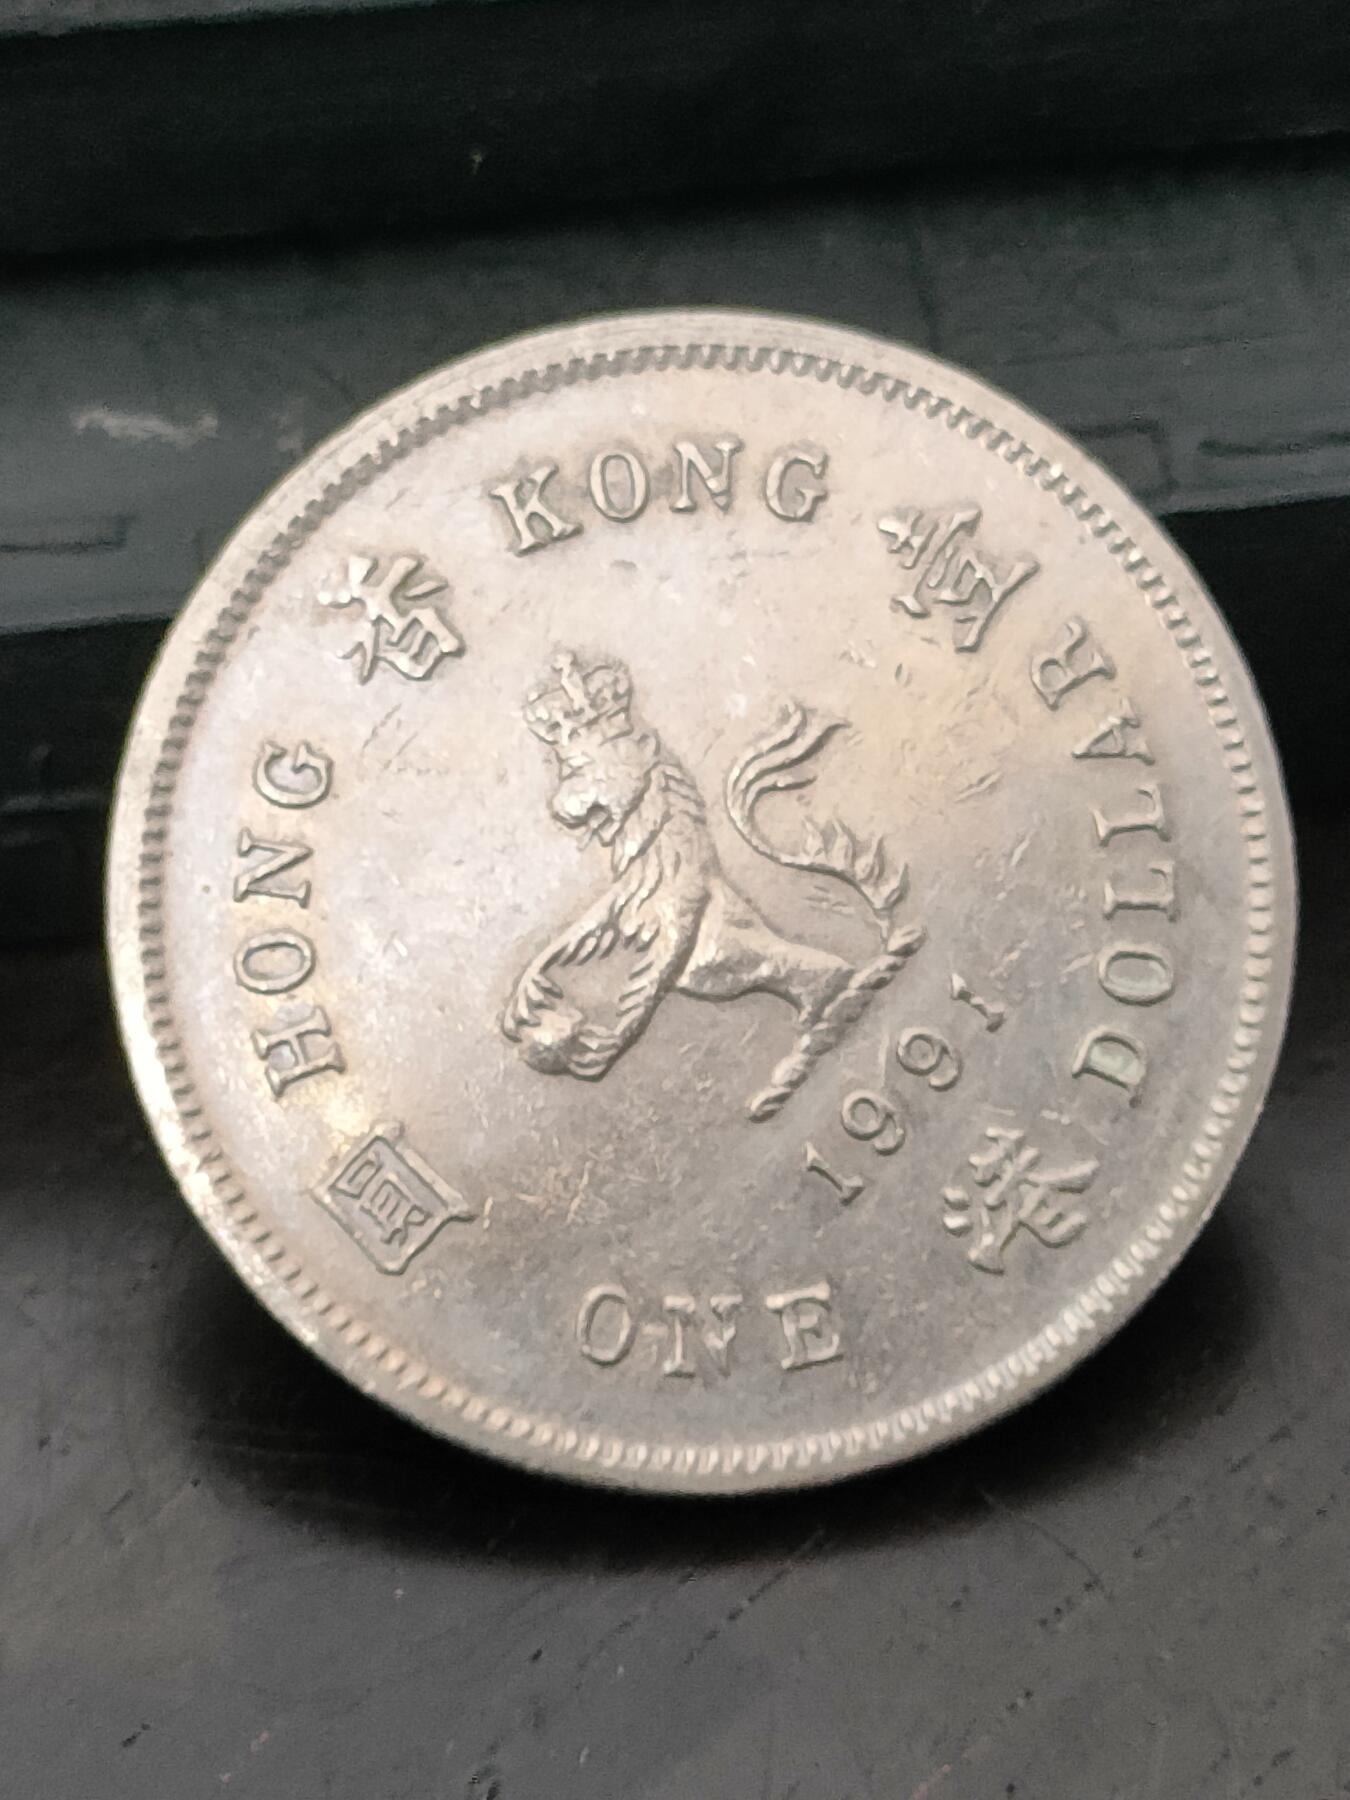 HONG KONG
ONE DOLLAR
香
港
壹
圓
1991